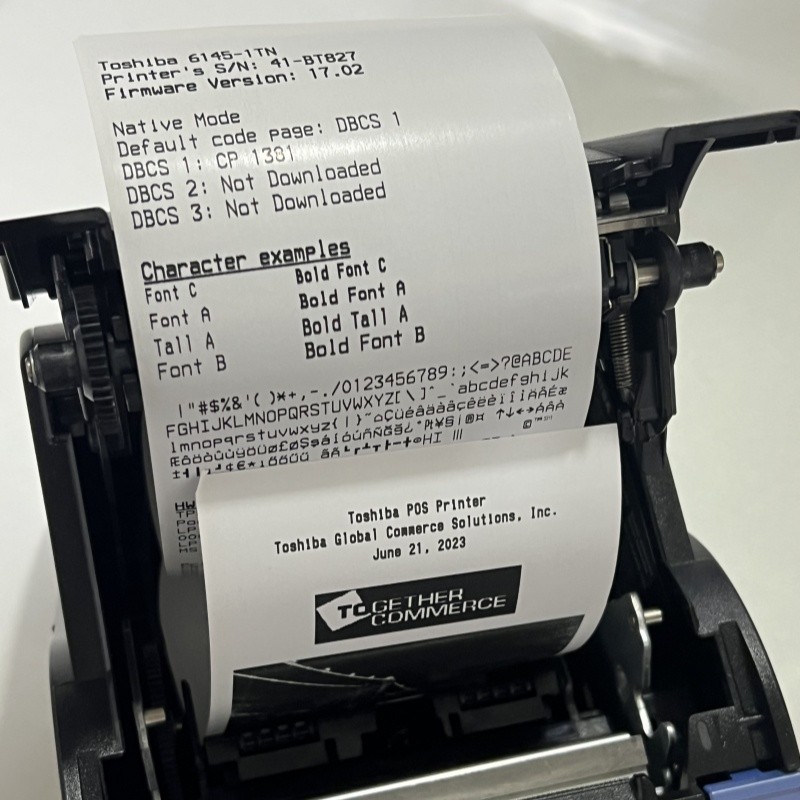 Toshiba 6145-1TN
Printer's S/N: 41-BT827
Firmware Version: 17.02
Native Mode
Default code page: DBCS 1
DBCS 1: CP 1381
DBCS 2: Not Downloaded
DBCS 3: Not Downloaded
Character examples
Font C Bold Font C
Font A Bold Font A
Tall A Bold Tall A
Font B Bold Font B
!"#$%&'()*+,-./0123456789:;<=>?@ABCDE
FGHIJKLMNOPQRSTUVWXYZ[\]^_`abcdefghijk
lmnopqrstuvwxyz{|}~
Toshiba POS Printer
Toshiba Global Commerce Solutions, Inc.
June 21, 2023
TOGETHER
COMMERCE